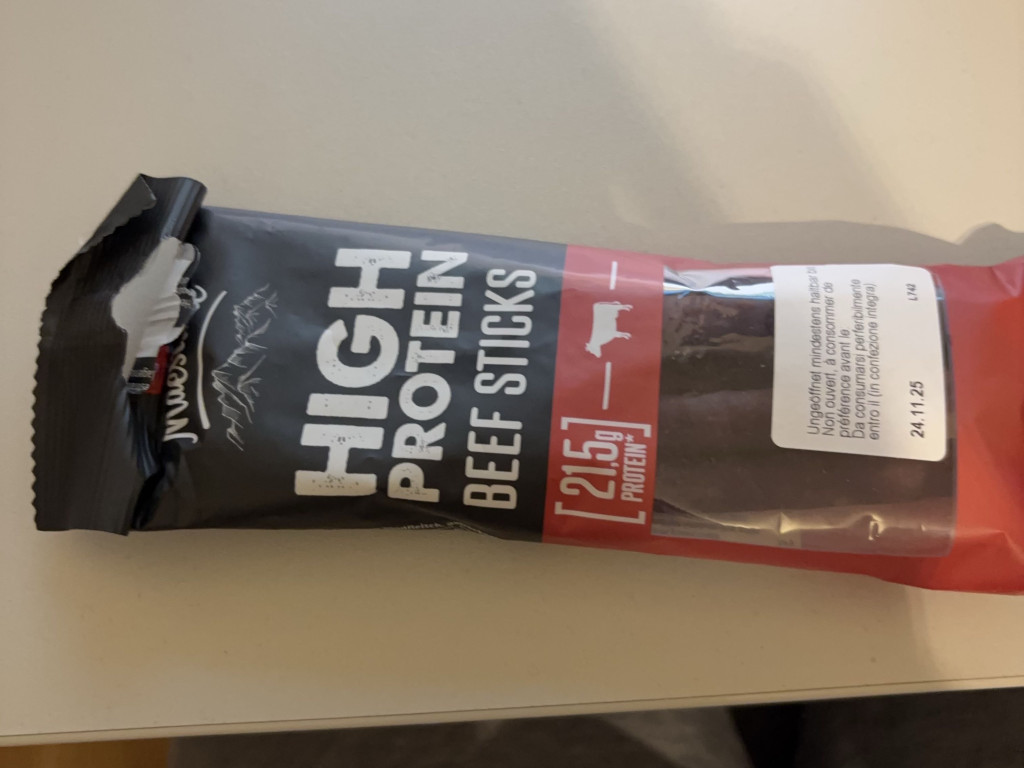 HIGH
PROTEIN
BEEF STICKS
[21,5g
PROTEIN*]
Ungeöffnet mindestens haltbar
Non ouvert, à consommer de
préférence avant le
Da consumarsi preferibilmente
entro il (in confezione integra)
24.11.25 L743